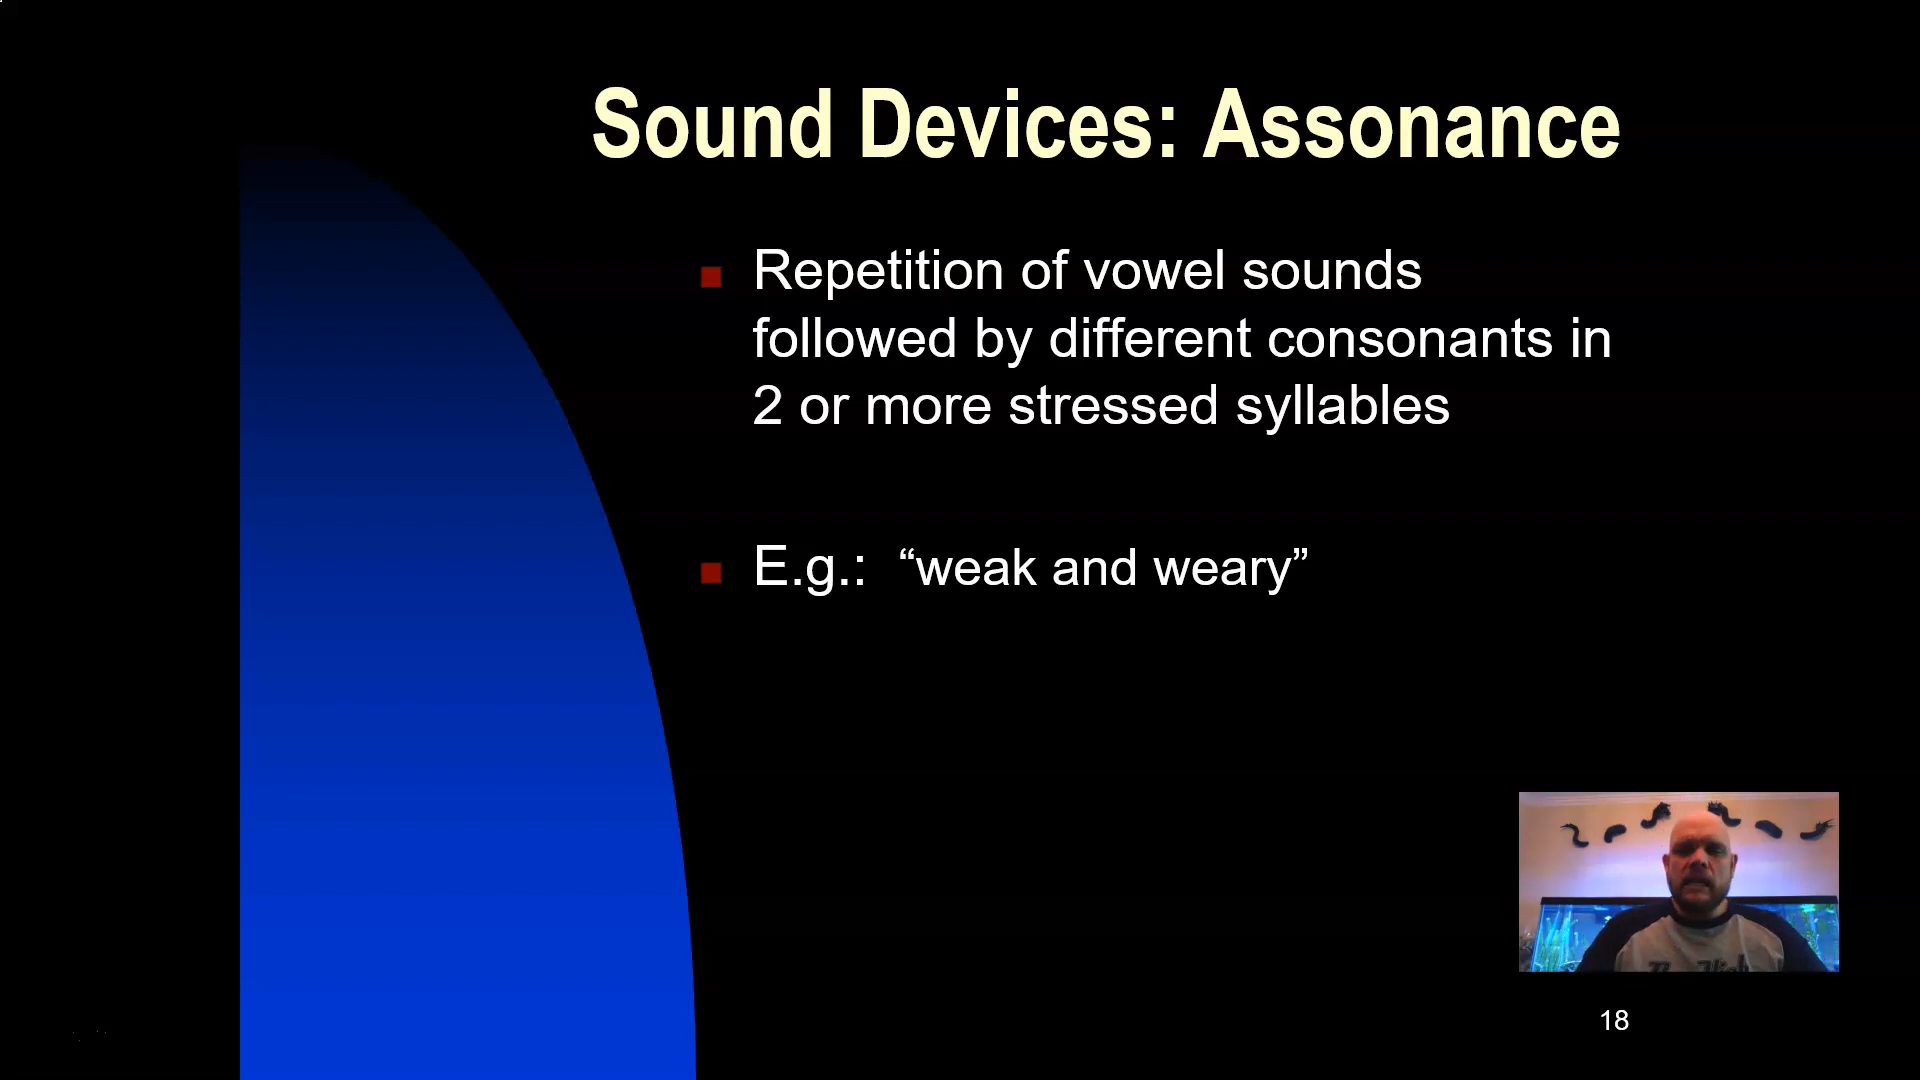 Sound Devices: Assonance
■ Repetition of vowel sounds
followed by different consonants in
2 or more stressed syllables
■ E.g.: “weak and weary”
18